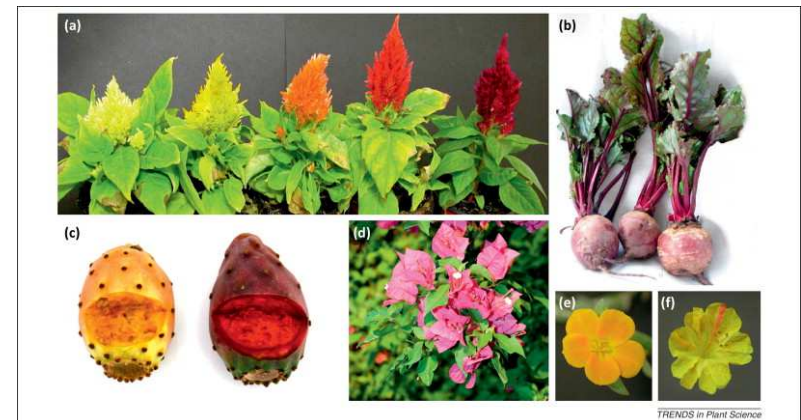 (a)
(b)
(c)
(d)
(e)
(f)
TRENDS in Plant Science